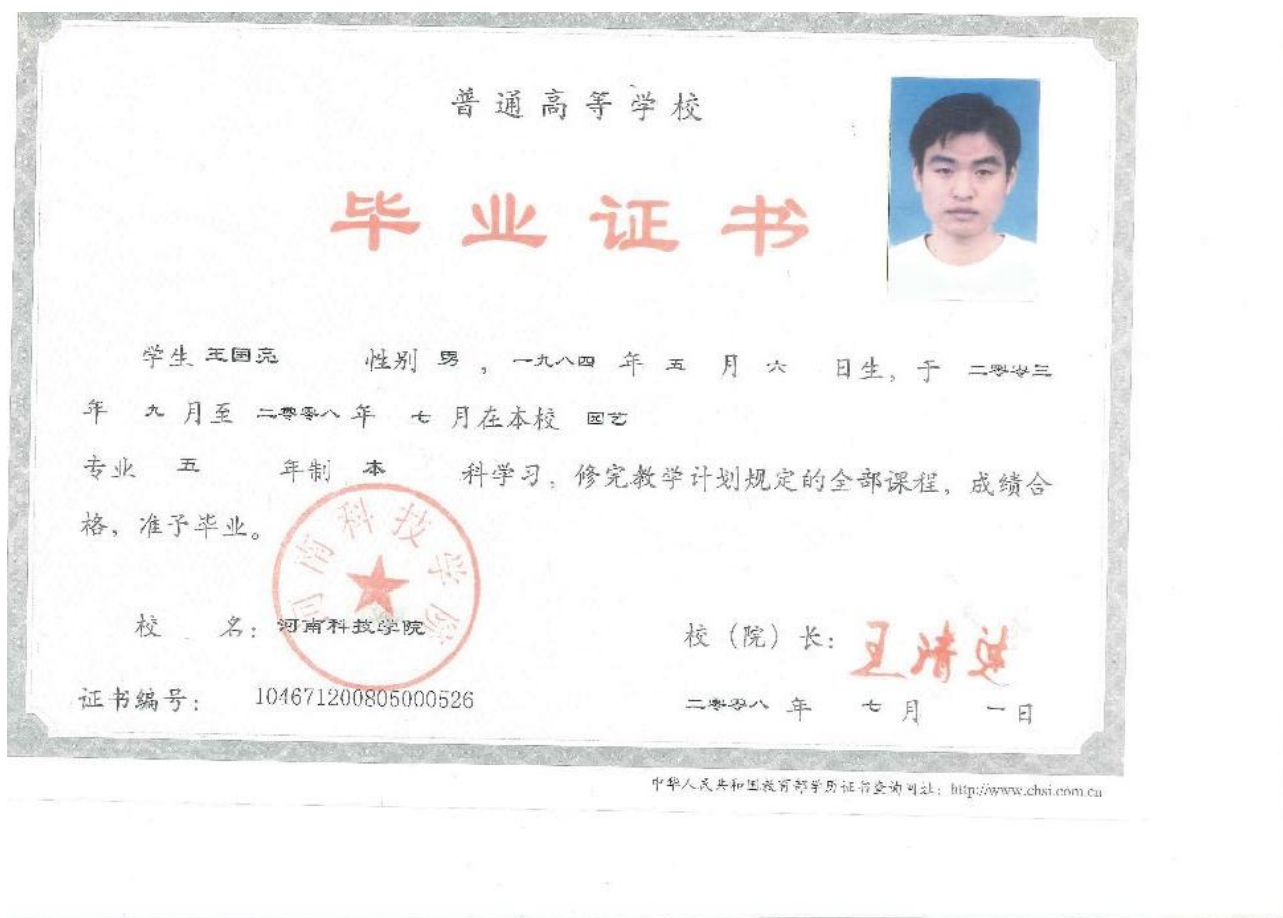 普通高等学校
毕业证书
学生 王国亮 性别 男 ，一九八四 年 五 月 六 日生，于 二零零三
年 九 月至 二零零八 年 七 月在本校 园艺
专业 五 年制 本 科学习，修完教学计划规定的全部课程，成绩合
格，准予毕业。
河南科技学院
校 名：河南科技学院
校（院）长：王清连
证书编号： 104671200805000526
二零零八 年 七 月 一 日
中华人民共和国教育部学历证书查询网址：http://www.chsi.com.cn